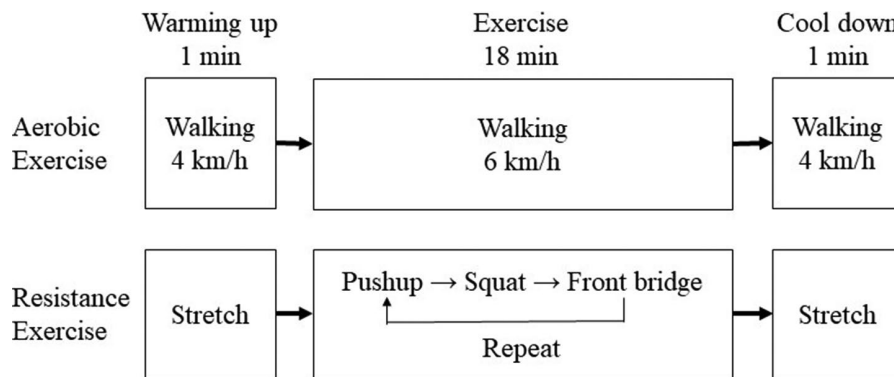 Warming up
1 min
Exercise
18 min
Cool down
1 min
Aerobic
Exercise
Walking
4 km/h
Walking
6 km/h
Walking
4 km/h
Resistance
Exercise
Stretch
Pushup → Squat → Front bridge
Repeat
Stretch